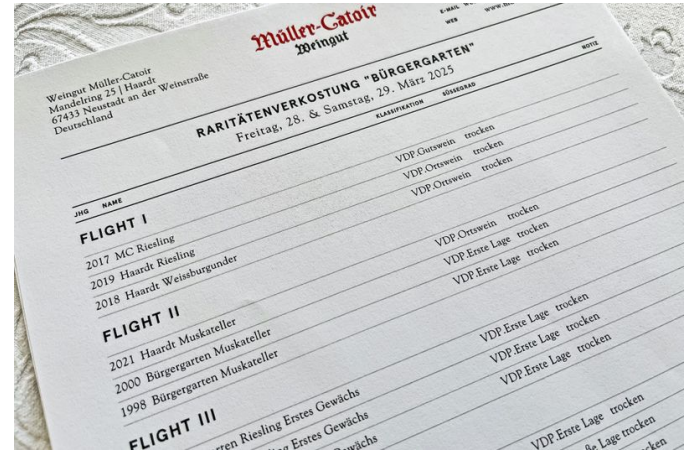 Müller-Catoir
Weingut
E-MAIL
WEB
Weingut Müller-Catoir
Mandelring 25 | Haardt
67433 Neustadt an der Weinstraße
Deutschland
RARITÄTENVERKOSTUNG "BÜRGERGARTEN"
Freitag, 28. & Samstag, 29. März 2025
JHG NAME KLASSIFIKATION SÜSSEGRAD NOTIZ
FLIGHT I
2017 MC Riesling VDP.Gutswein trocken
2019 Haardt Riesling VDP.Ortswein trocken
2018 Haardt Weissburgunder VDP.Ortswein trocken
FLIGHT II
2021 Haardt Muskateller VDP.Ortswein trocken
2000 Bürgergarten Muskateller VDP.Erste Lage trocken
1998 Bürgergarten Muskateller VDP.Erste Lage trocken
FLIGHT III
Riesling Erstes Gewächs VDP.Erste Lage trocken
Erstes Gewächs VDP.Erste Lage trocken
VDP.Erste Lage trocken
VDP.Erste Lage trocken
Lage trocken